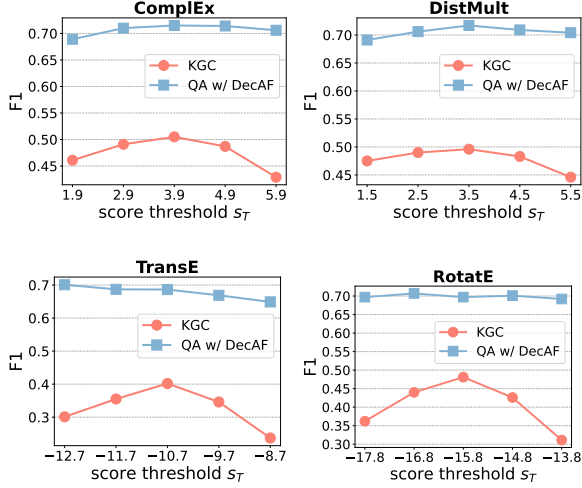 ComplEx
0.70
0.65
0.60
0.55
0.50
0.45
F1
KGC
QA w/ DecAF
1.9 2.9 3.9 4.9 5.9
score threshold s_T
DistMult
0.70
0.65
0.60
0.55
0.50
0.45
F1
KGC
QA w/ DecAF
1.5 2.5 3.5 4.5 5.5
score threshold s_T
TransE
0.7
0.6
0.5
0.4
0.3
F1
KGC
QA w/ DecAF
−12.7 −11.7 −10.7 −9.7 −8.7
score threshold s_T
RotatE
0.70
0.65
0.60
0.55
0.50
0.45
0.40
0.35
0.30
F1
KGC
QA w/ DecAF
−17.8 −16.8 −15.8 −14.8 −13.8
score threshold s_T